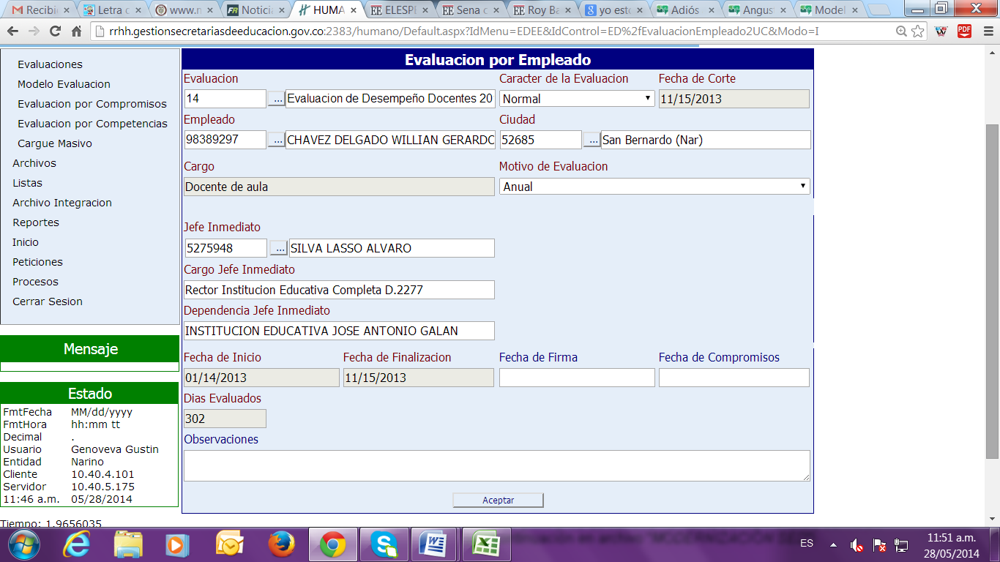 Recibi
Letra c
www.n
Noticia
HUMA
ELESPE
Sena c
Roy Ba
yo este
Adiós
Angus
Model
rrhh.gestionsecretariasdeeducacion.gov.co:2383/humano/Default.aspx?IdMenu=EDEE&IdControl=ED%2fEvaluacionEmpleado2UC&Modo=I
Evaluaciones
Modelo Evaluacion
Evaluacion por Compromisos
Evaluacion por Competencias
Cargue Masivo
Archivos
Listas
Archivo Integracion
Reportes
Inicio
Peticiones
Procesos
Cerrar Sesion
Mensaje
Estado
FmtFecha MM/dd/yyyy
FmtHora hh:mm tt
Decimal .
Usuario Genoveva Gustin
Entidad Narino
Cliente 10.40.4.101
Servidor 10.40.5.175
11:46 a.m. 05/28/2014
Tiempo: 1.9656035
Evaluacion por Empleado
Evaluacion Caracter de la Evaluacion Fecha de Corte
14 ... Evaluacion de Desempeño Docentes 20 Normal 11/15/2013
Empleado Ciudad
98389297 ... CHAVEZ DELGADO WILLIAN GERARDO 52685 ... San Bernardo (Nar)
Cargo Motivo de Evaluacion
Docente de aula Anual
Jefe Inmediato
5275948 ... SILVA LASSO ALVARO
Cargo Jefe Inmediato
Rector Institucion Educativa Completa D.2277
Dependencia Jefe Inmediato
INSTITUCION EDUCATIVA JOSE ANTONIO GALAN
Fecha de Inicio Fecha de Finalizacion Fecha de Firma Fecha de Compromisos
01/14/2013 11/15/2013
Dias Evaluados
302
Observaciones
Aceptar
ES
11:51 a.m.
28/05/2014